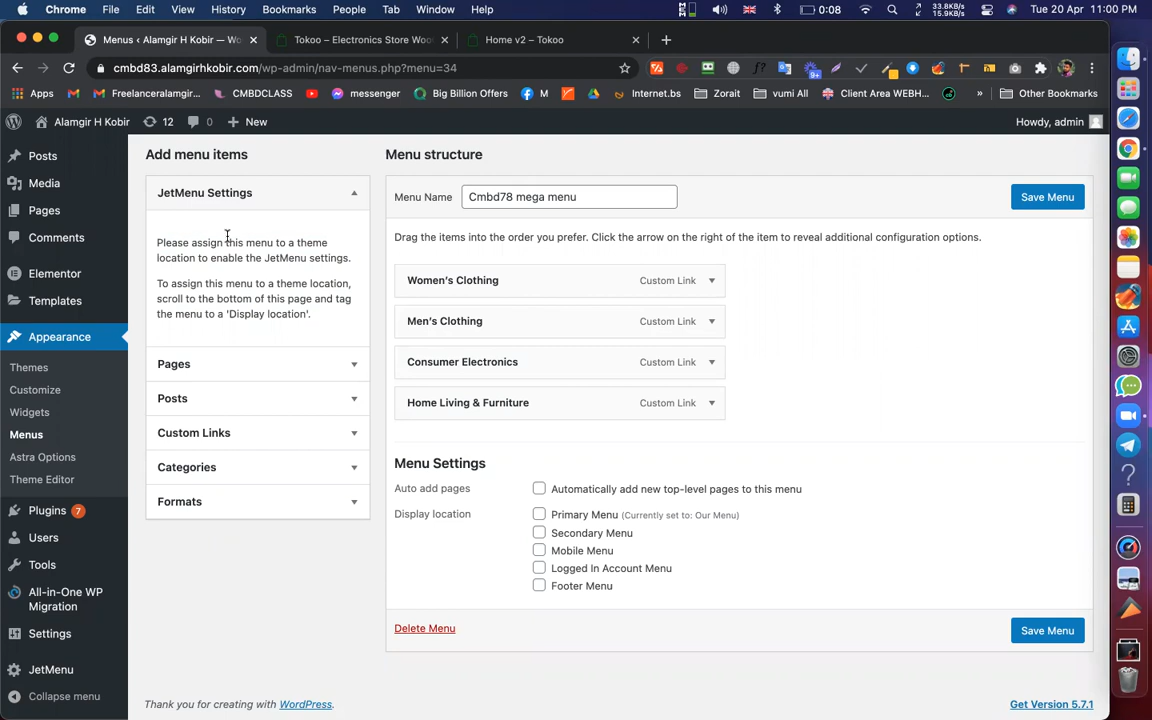 Chrome File Edit View History Bookmarks People Tab Window Help 0:08 33.8KB/s 15.9KB/s Tue 20 Apr 11:00 PM
Menus ‹ Alamgir H Kobir — Wo Tokoo – Electronics Store Woo Home v2 – Tokoo
cmbd83.alamgirhkobir.com/wp-admin/nav-menus.php?menu=34
Apps Freelanceralamgir... CMBDCLASS messenger Big Billion Offers M Internet.bs Zorait vumi All Client Area WEBH... » Other Bookmarks
Alamgir H Kobir 12 0 New Howdy, admin
Posts
Media
Pages
Comments
Elementor
Templates
Appearance
Themes
Customize
Widgets
Menus
Astra Options
Theme Editor
Plugins 7
Users
Tools
All-in-One WP
Migration
Settings
JetMenu
Collapse menu
Add menu items
JetMenu Settings
Please assign this menu to a theme
location to enable the JetMenu settings.
To assign this menu to a theme location,
scroll to the bottom of this page and tag
the menu to a 'Display location'.
Pages
Posts
Custom Links
Categories
Formats
Menu structure
Menu Name Cmbd78 mega menu Save Menu
Drag the items into the order you prefer. Click the arrow on the right of the item to reveal additional configuration options.
Women's Clothing Custom Link
Men's Clothing Custom Link
Consumer Electronics Custom Link
Home Living & Furniture Custom Link
Menu Settings
Auto add pages Automatically add new top-level pages to this menu
Display location Primary Menu (Currently set to: Our Menu)
Secondary Menu
Mobile Menu
Logged In Account Menu
Footer Menu
Delete Menu Save Menu
Thank you for creating with WordPress. Get Version 5.7.1